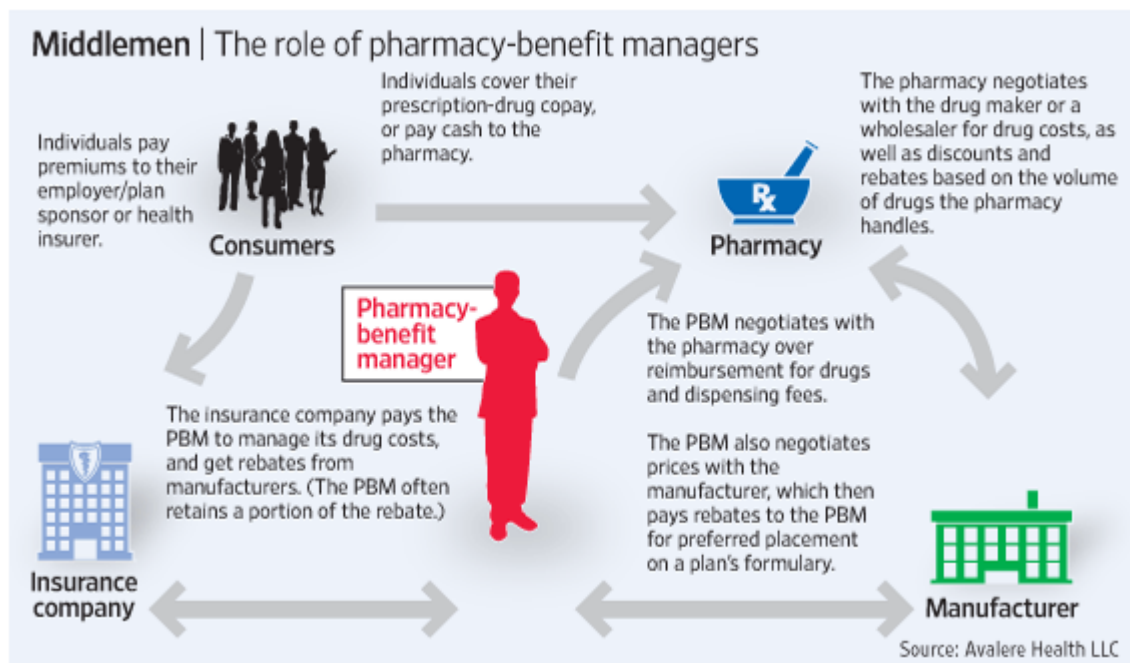 Middlemen | The role of pharmacy-benefit managers
Individuals pay
premiums to their
employer/plan
sponsor or health
insurer.
Consumers
Individuals cover their
prescription-drug copay,
or pay cash to the
pharmacy.
Rx
Pharmacy
The pharmacy negotiates
with the drug maker or a
wholesaler for drug costs, as
well as discounts and
rebates based on the volume
of drugs the pharmacy
handles.
Pharmacy-
benefit
manager
The PBM negotiates with
the pharmacy over
reimbursement for drugs
and dispensing fees.
The insurance company pays the
PBM to manage its drug costs,
and get rebates from
manufacturers. (The PBM often
retains a portion of the rebate.)
The PBM also negotiates
prices with the
manufacturer, which then
pays rebates to the PBM
for preferred placement
on a plan's formulary.
Insurance
company
Manufacturer
Source: Avalere Health LLC